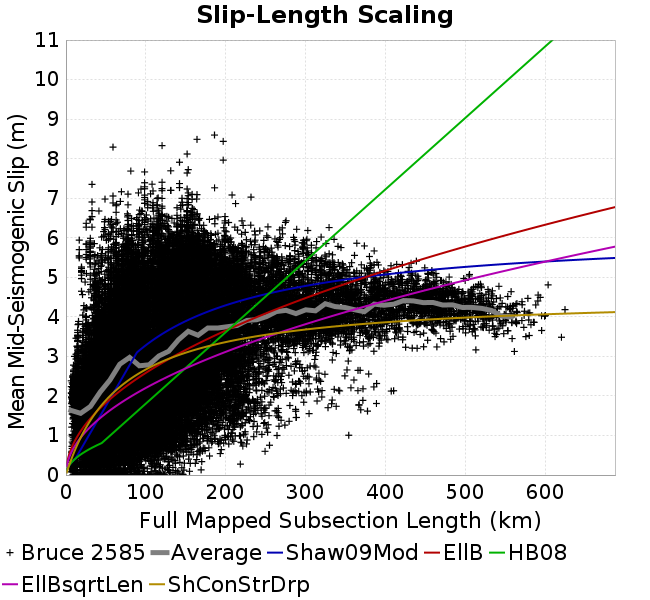 Slip-Length Scaling
Mean Mid-Seismogenic Slip (m)
11
10
9
8
7
6
5
4
3
2
1
0
0 100 200 300 400 500 600
Full Mapped Subsection Length (km)
Bruce 2585 Average Shaw09Mod EllB HB08
EllBsqrtLen ShConStrDrp